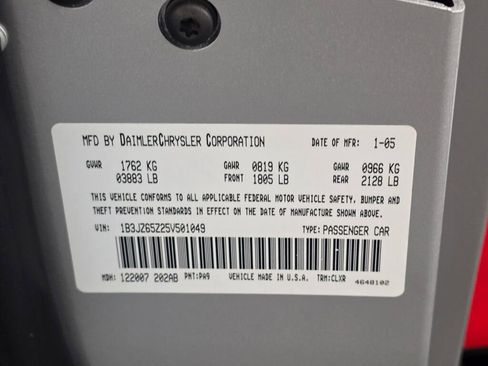 MFD BY DAIMLERCHRYSLER CORPORATION DATE OF MFR: 1-05
GVWR 1762 KG GAWR 0819 KG GAWR 0966 KG
03883 LB FRONT 1805 LB REAR 2128 LB
THIS VEHICLE CONFORMS TO ALL APPLICABLE FEDERAL MOTOR VEHICLE SAFETY, BUMPER AND
THEFT PREVENTION STANDARDS IN EFFECT ON THE DATE OF MANUFACTURE SHOWN ABOVE.
VIN: 1B3JZ65Z25V501049 TYPE: PASSENGER CAR
MDH: 122007 202AB PNT: PA9 VEHICLE MADE IN U.S.A. TRM: CLXR 4648102